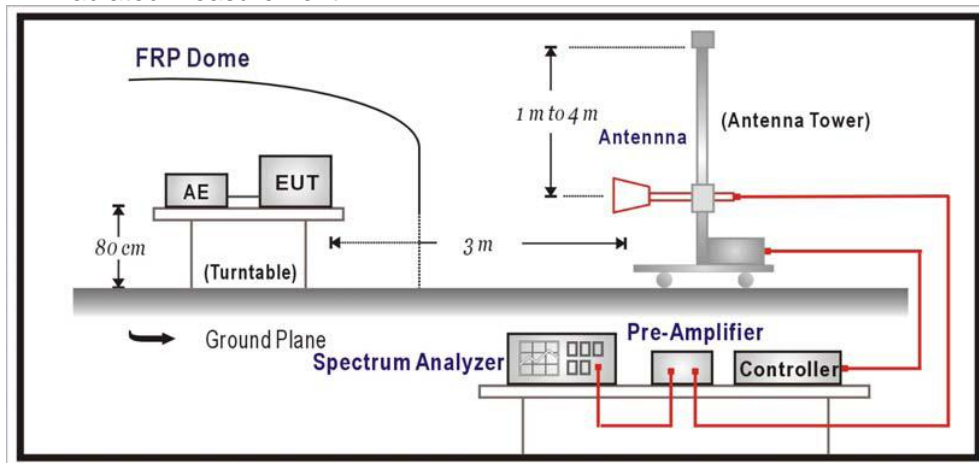 FRP Dome
1 m to 4 m
Antennna
(Antenna Tower)
AE
EUT
80 cm
3 m
(Turntable)
Ground Plane
Spectrum Analyzer
Pre-Amplifier
Controller